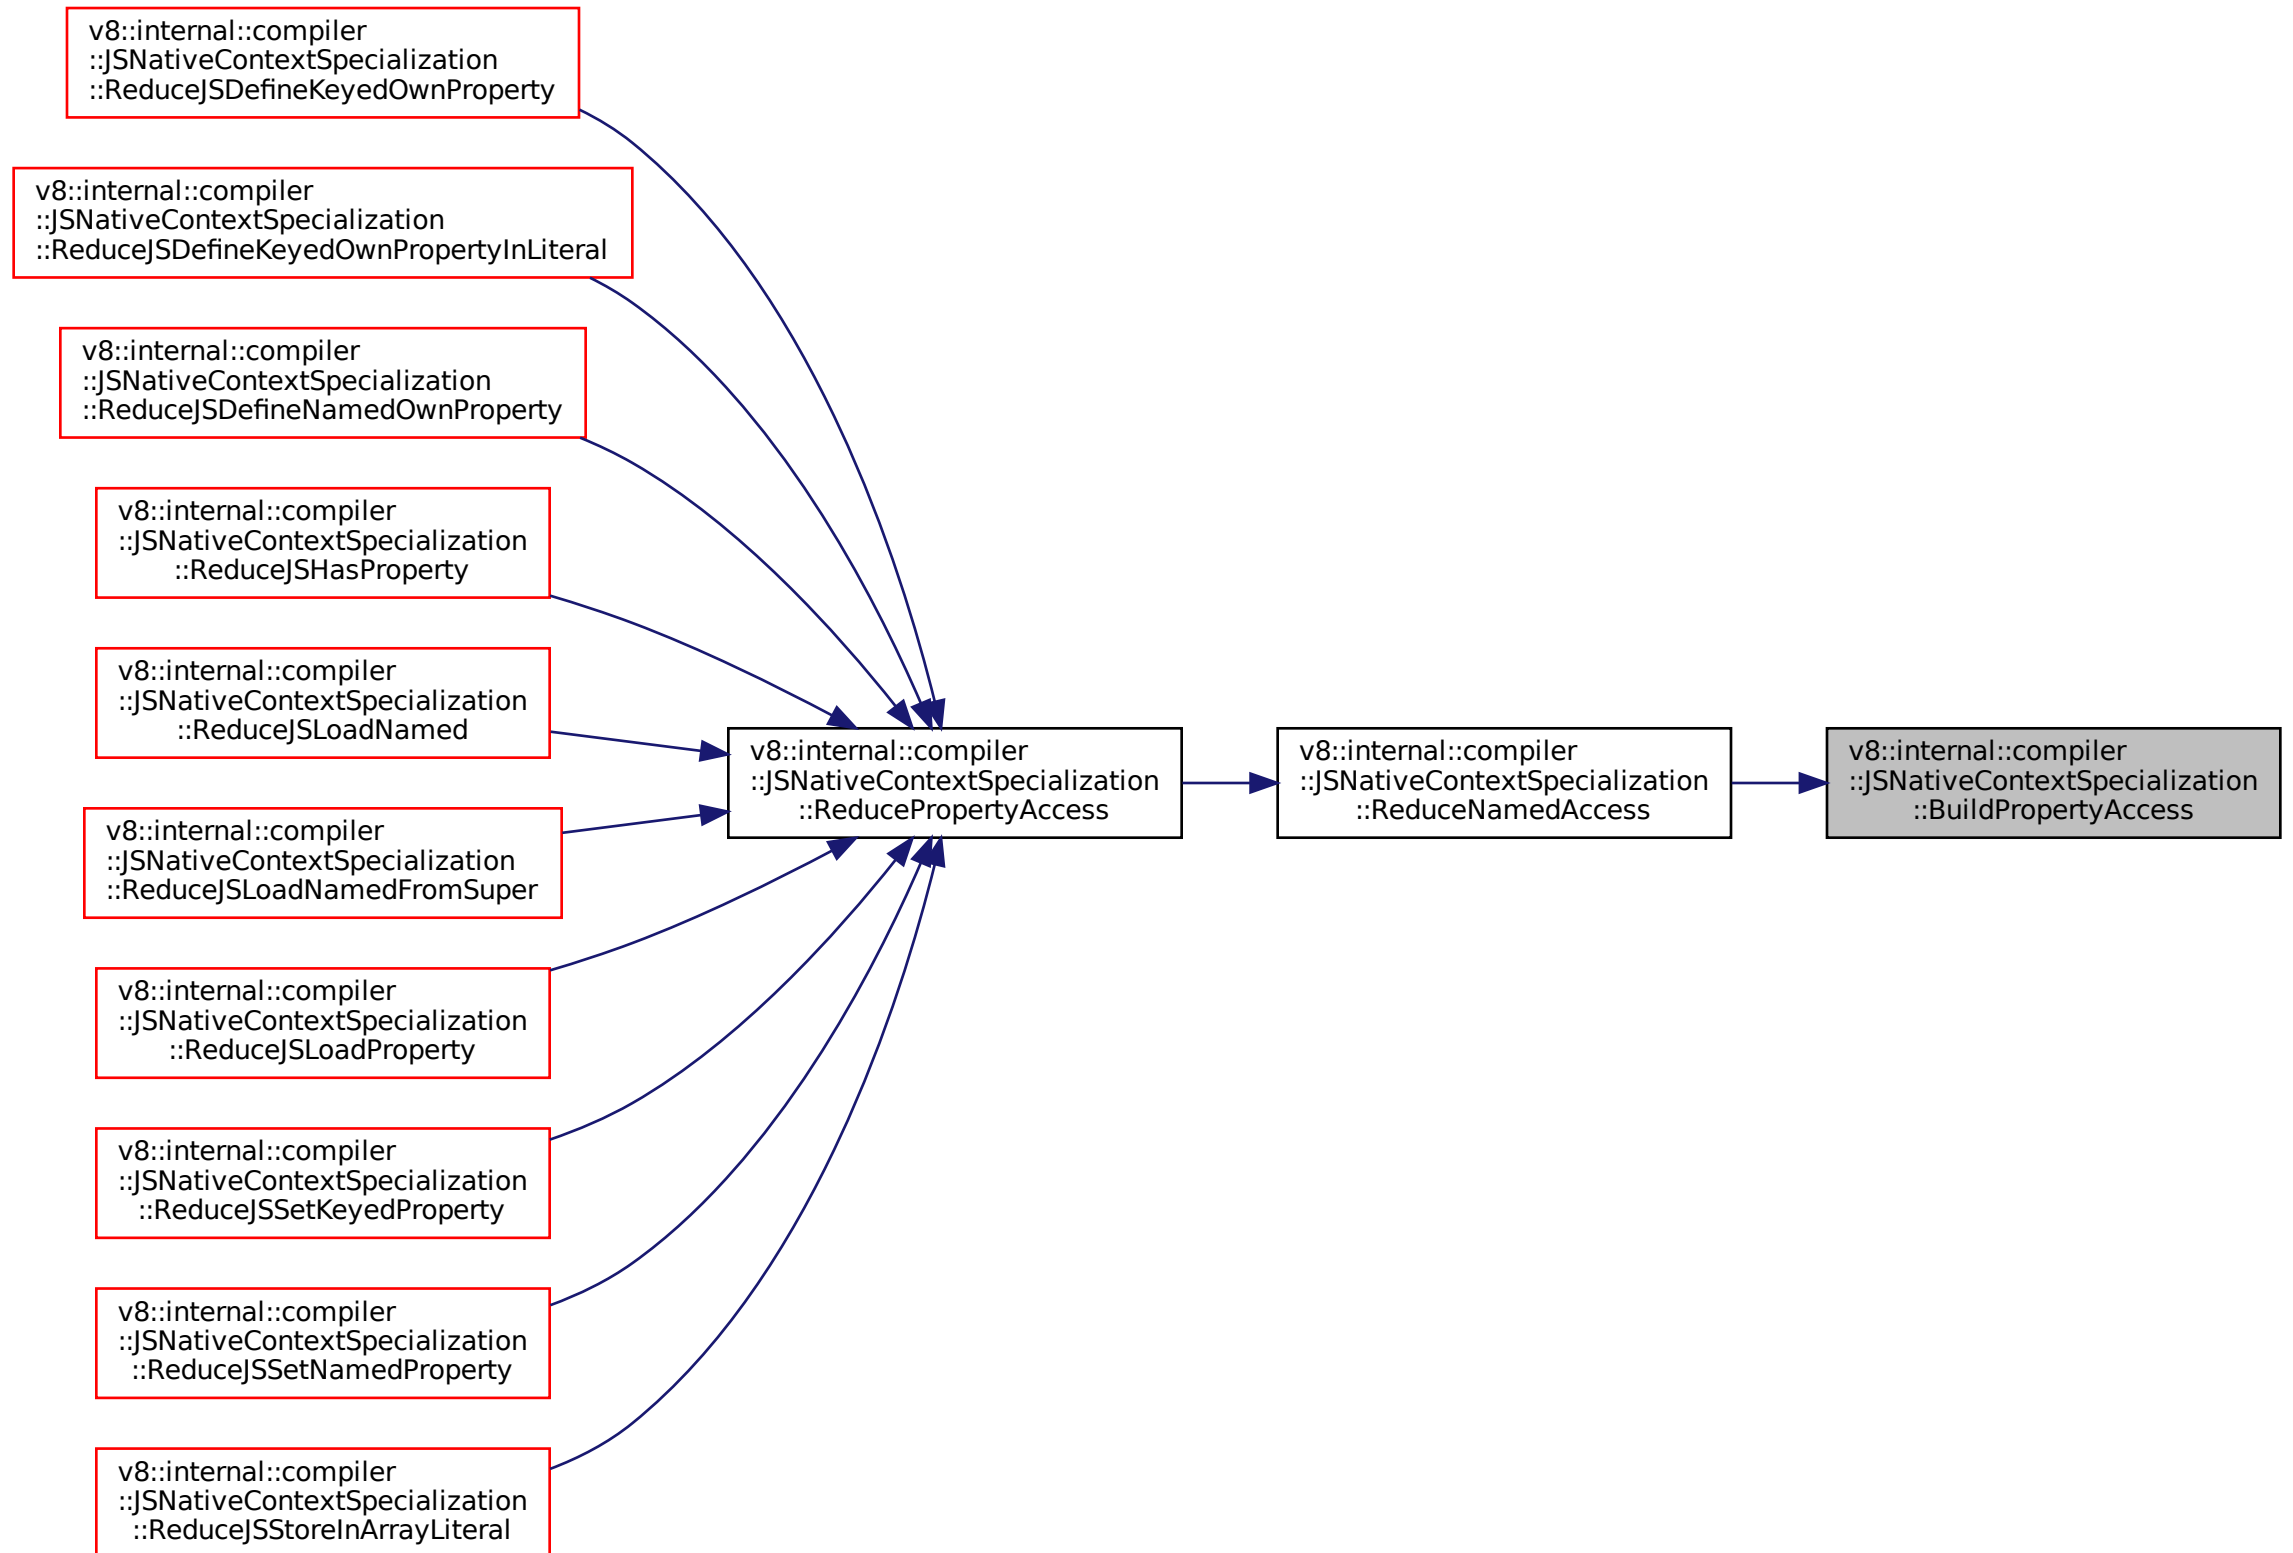 v8::internal::compiler
::JSNativeContextSpecialization
::ReduceJSDefineKeyedOwnProperty
v8::internal::compiler
::JSNativeContextSpecialization
::ReduceJSDefineKeyedOwnPropertyInLiteral
v8::internal::compiler
::JSNativeContextSpecialization
::ReduceJSDefineNamedOwnProperty
v8::internal::compiler
::JSNativeContextSpecialization
::ReduceJSHasProperty
v8::internal::compiler
::JSNativeContextSpecialization
::ReduceJSLoadNamed
v8::internal::compiler
::JSNativeContextSpecialization
::ReduceJSLoadNamedFromSuper
v8::internal::compiler
::JSNativeContextSpecialization
::ReduceJSLoadProperty
v8::internal::compiler
::JSNativeContextSpecialization
::ReduceJSSetKeyedProperty
v8::internal::compiler
::JSNativeContextSpecialization
::ReduceJSSetNamedProperty
v8::internal::compiler
::JSNativeContextSpecialization
::ReduceJSStoreInArrayLiteral
v8::internal::compiler
::JSNativeContextSpecialization
::ReducePropertyAccess
v8::internal::compiler
::JSNativeContextSpecialization
::ReduceNamedAccess
v8::internal::compiler
::JSNativeContextSpecialization
::BuildPropertyAccess